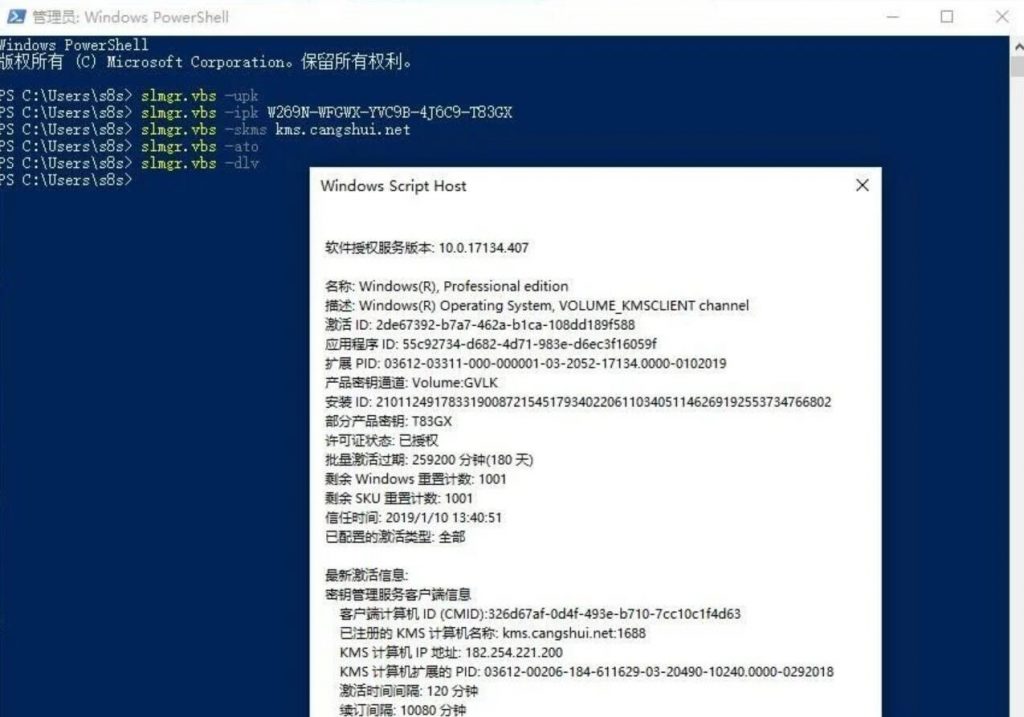 管理员: Windows PowerShell
Windows PowerShell
版权所有 (C) Microsoft Corporation。保留所有权利。
PS C:\Users\s8s> slmgr.vbs -upk
PS C:\Users\s8s> slmgr.vbs -ipk W269N-WFGWX-YVC9B-4J6C9-T83GX
PS C:\Users\s8s> slmgr.vbs -skms kms.cangshui.net
PS C:\Users\s8s> slmgr.vbs -ato
PS C:\Users\s8s> slmgr.vbs -dlv
PS C:\Users\s8s>
Windows Script Host
软件授权服务版本: 10.0.17134.407
名称: Windows(R), Professional edition
描述: Windows(R) Operating System, VOLUME_KMSCLIENT channel
激活 ID: 2de67392-b7a7-462a-b1ca-108dd189f588
应用程序 ID: 55c92734-d682-4d71-983e-d6ec3f16059f
扩展 PID: 03612-03311-000-000001-03-2052-17134.0000-0102019
产品密钥通道: Volume:GVLK
安装 ID: 210112491783319008721545179340220611034051146269192553734766802
部分产品密钥: T83GX
许可证状态: 已授权
批量激活过期: 259200 分钟(180 天)
剩余 Windows 重置计数: 1001
剩余 SKU 重置计数: 1001
信任时间: 2019/1/10 13:40:51
已配置的激活类型: 全部
最新激活信息:
密钥管理服务客户端信息
客户端计算机 ID (CMID):326d67af-0d4f-493e-b710-7cc10c1f4d63
已注册的 KMS 计算机名称: kms.cangshui.net:1688
KMS 计算机 IP 地址: 182.254.221.200
KMS 计算机扩展的 PID: 03612-00206-184-611629-03-20490-10240.0000-0292018
激活时间间隔: 120 分钟
续订间隔: 10080 分钟